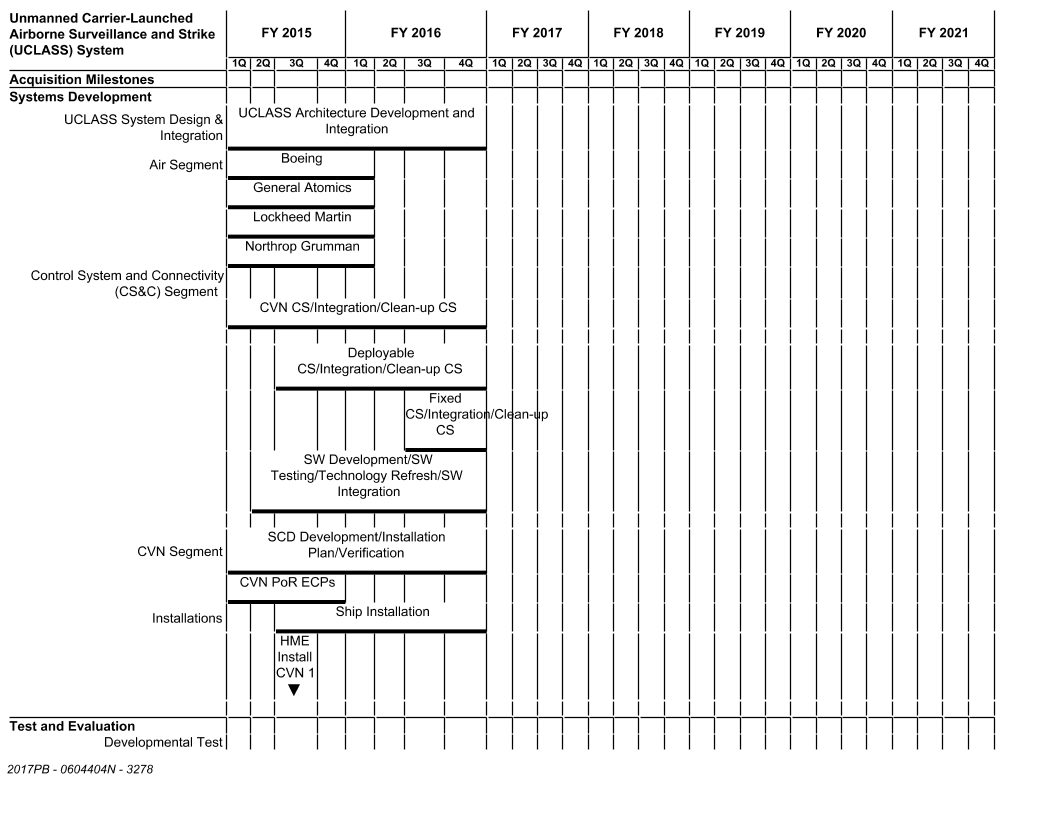 Unmanned Carrier-Launched
Airborne Surveillance and Strike
(UCLASS) System
FY 2015 FY 2016 FY 2017 FY 2018 FY 2019 FY 2020 FY 2021
1Q 2Q 3Q 4Q 1Q 2Q 3Q 4Q 1Q 2Q 3Q 4Q 1Q 2Q 3Q 4Q 1Q 2Q 3Q 4Q 1Q 2Q 3Q 4Q 1Q 2Q 3Q 4Q
Acquisition Milestones
Systems Development
UCLASS System Design &
Integration
UCLASS Architecture Development and
Integration
Air Segment
Boeing
General Atomics
Lockheed Martin
Northrop Grumman
Control System and Connectivity
(CS&C) Segment
CVN CS/Integration/Clean-up CS
Deployable
CS/Integration/Clean-up CS
Fixed
CS/Integration/Clean-up
CS
SW Development/SW
Testing/Technology Refresh/SW
Integration
CVN Segment
SCD Development/Installation
Plan/Verification
CVN PoR ECPs
Installations
Ship Installation
HME
Install
CVN 1
Test and Evaluation
Developmental Test
2017PB - 0604404N - 3278